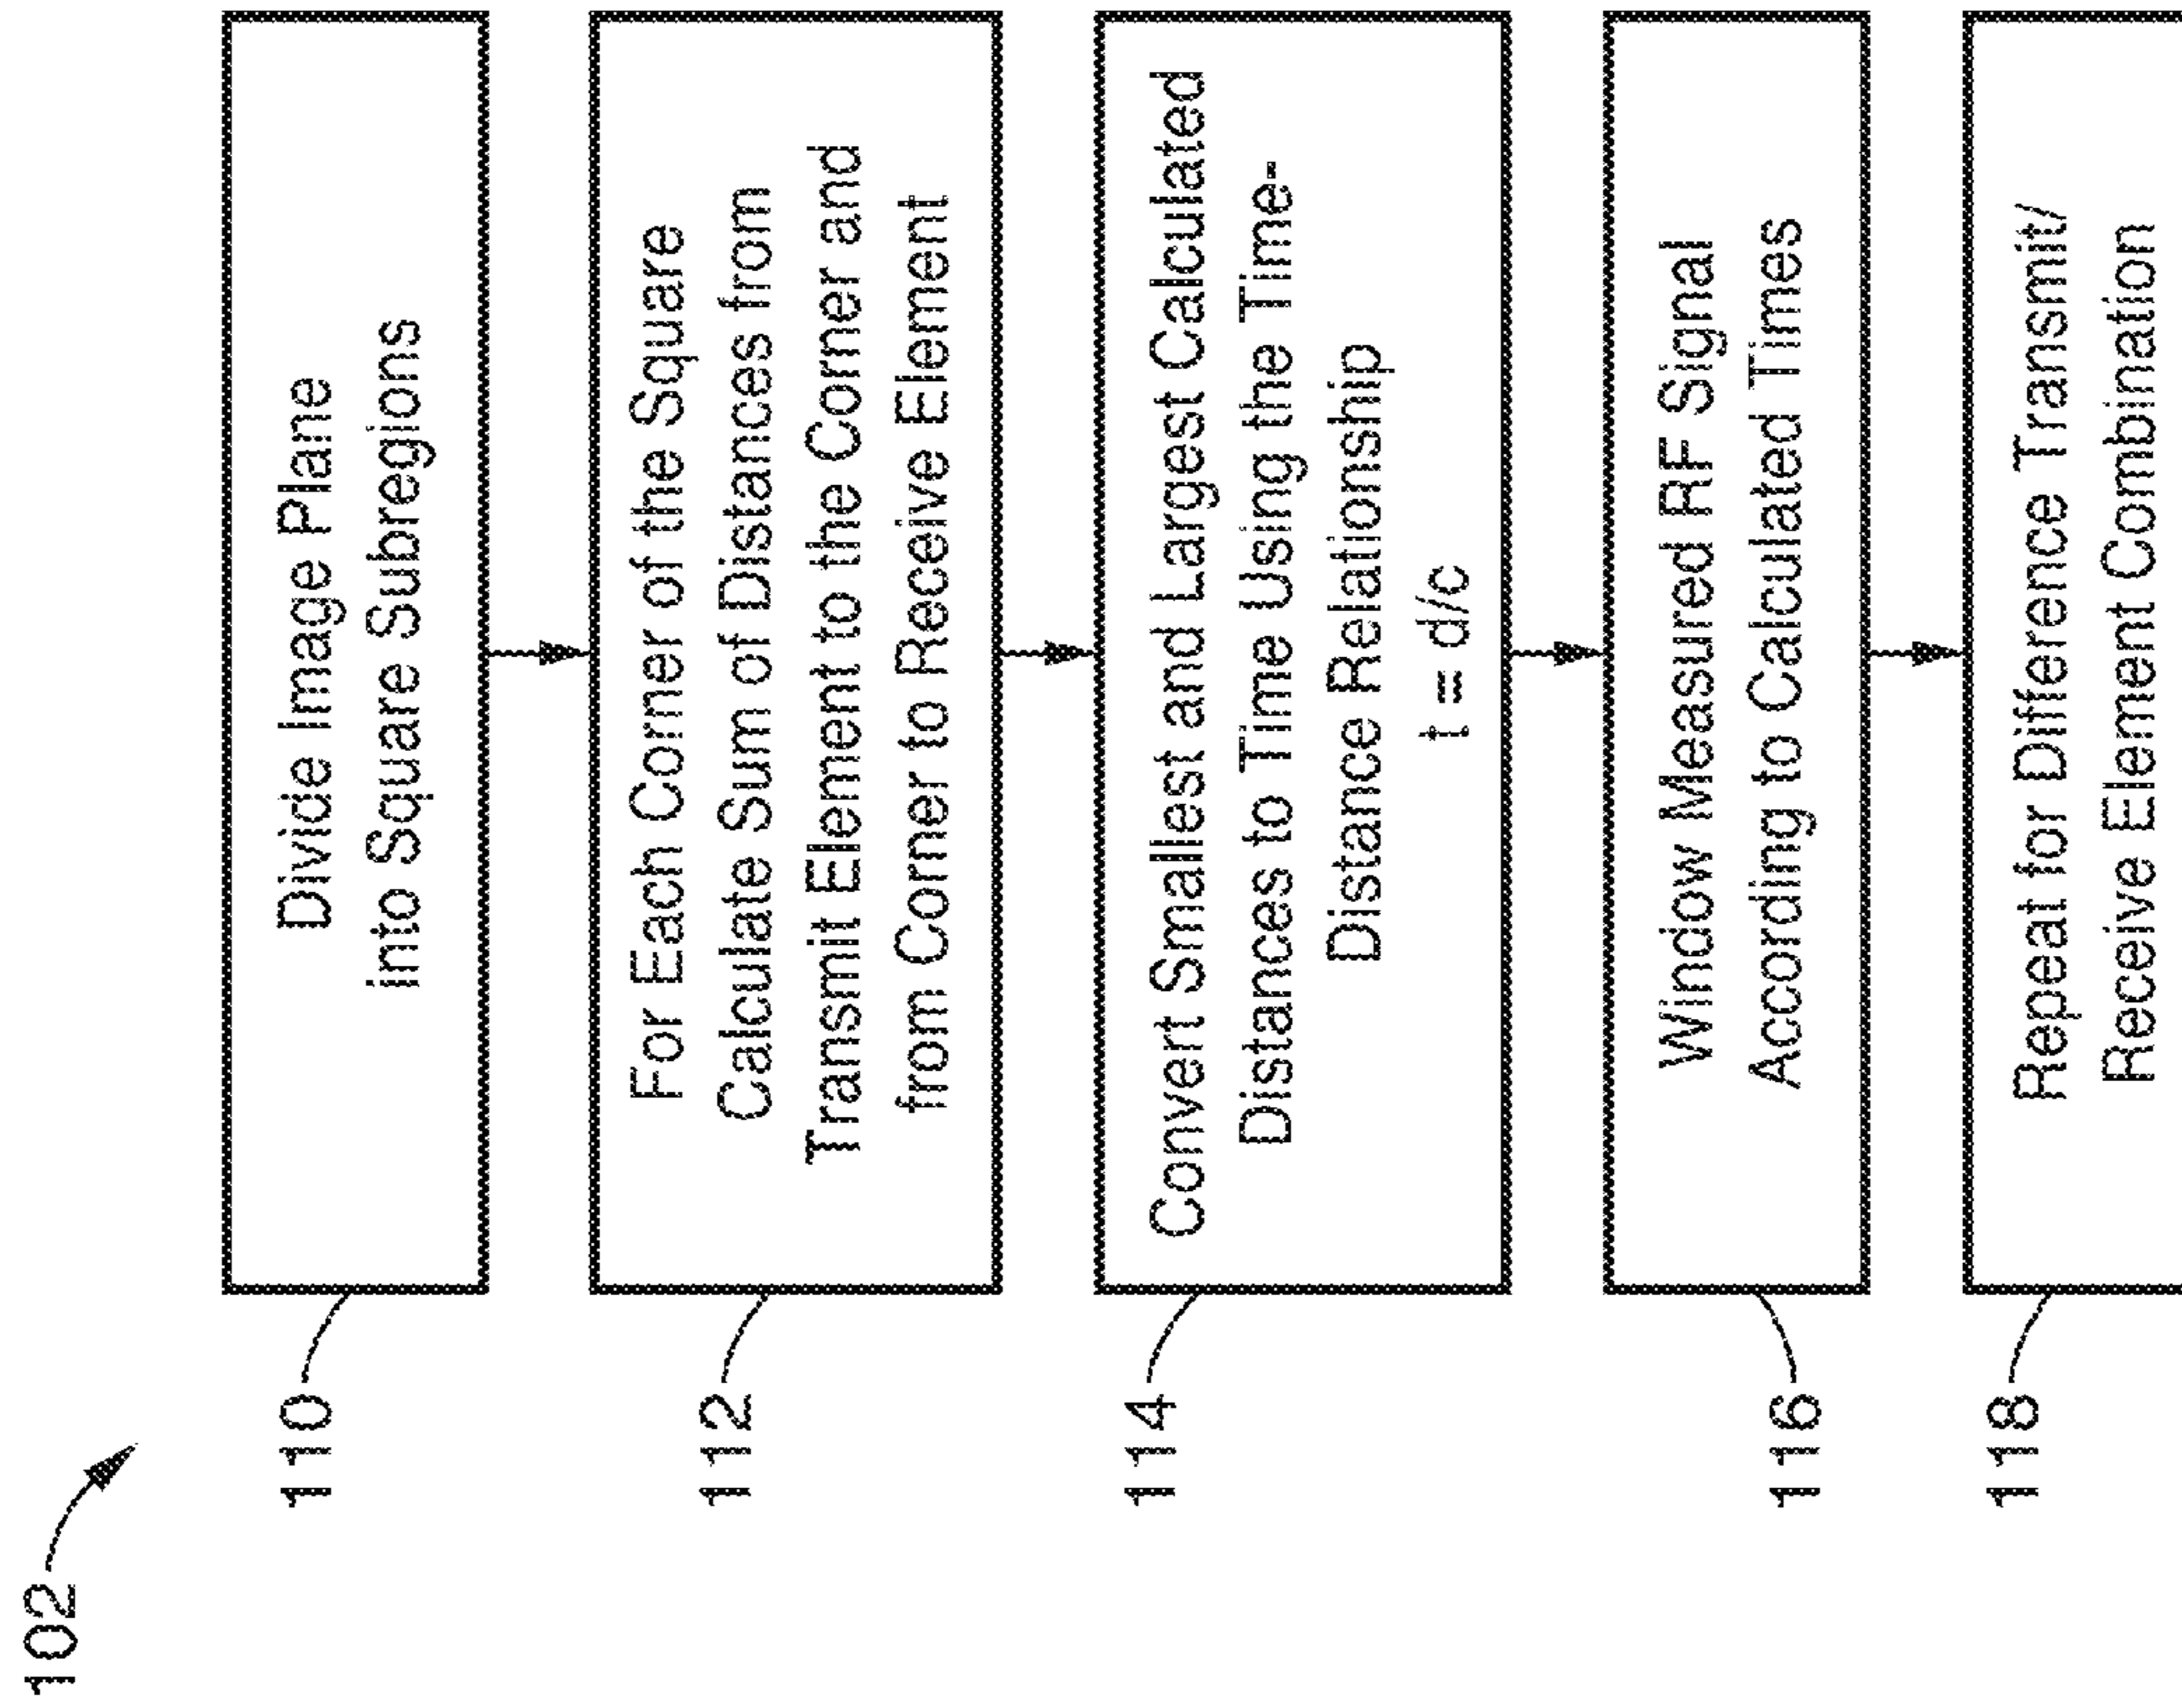 102
110
Divide Image Plane
into Square Subregions
112
For Each Corner of the Square
Calculate Sum of Distances from
Transmit Element to the Corner and
from Corner to Receive Element
114
Convert Smallest and Largest Calculated
Distances to Time Using the Time-
Distance Relationship
t = d/c
116
Window Measured RF Signal
According to Calculated Times
118
Repeat for Difference Transmit/
Receive Element Combination